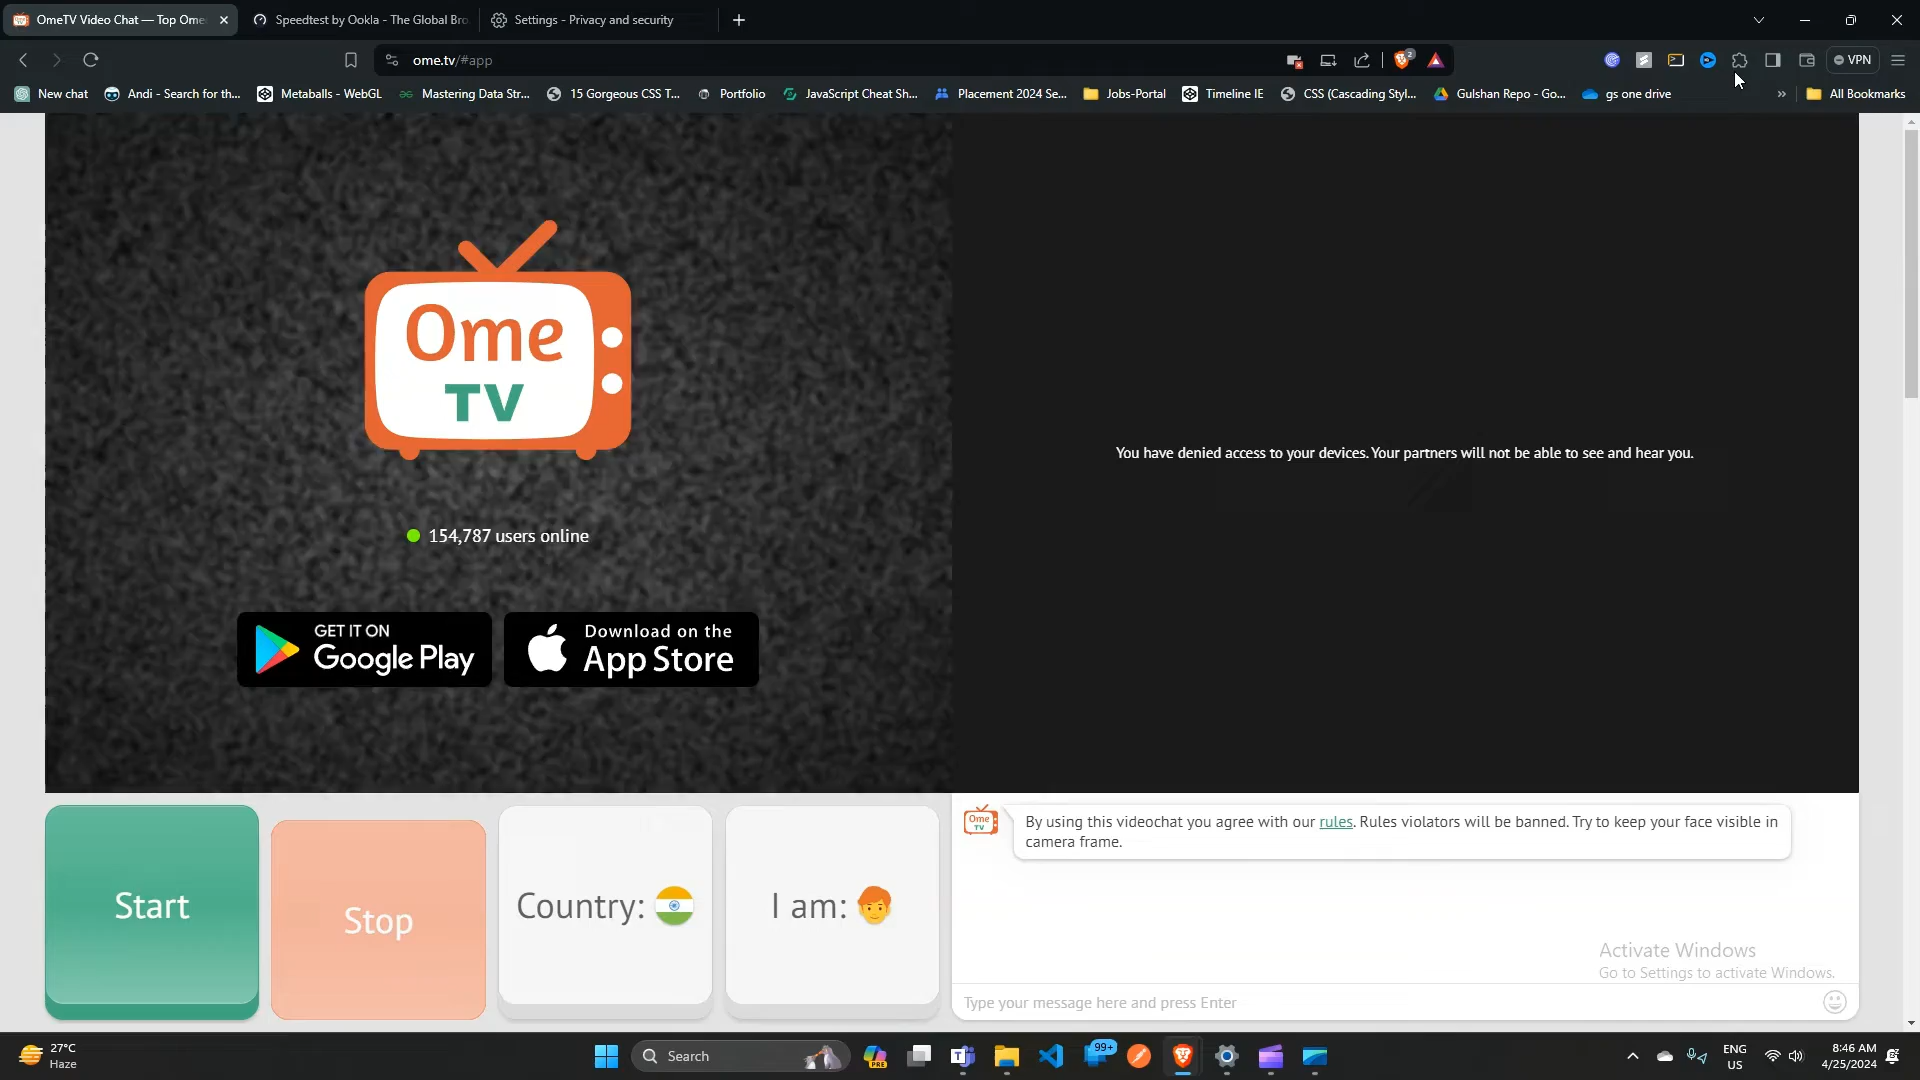 OmeTV Video Chat — Top Ome
Speedtest by Ookla - The Global Bro
Settings - Privacy and security
ome.tv/#app
2
VPN
New chat
Andi - Search for th...
Metaballs - WebGL
Mastering Data Str...
15 Gorgeous CSS T...
Portfolio
JavaScript Cheat Sh...
Placement 2024 Se...
Jobs-Portal
Timeline IE
CSS (Cascading Styl...
Gulshan Repo - Go...
gs one drive
»
All Bookmarks
Ome
TV
154,787 users online
GET IT ON
Google Play
Download on the
App Store
You have denied access to your devices. Your partners will not be able to see and hear you.
Start
Stop
Country:
I am:
Ome
TV
By using this videochat you agree with our rules. Rules violators will be banned. Try to keep your face visible in
camera frame.
Activate Windows
Go to Settings to activate Windows.
Type your message here and press Enter
27°C
Haze
Search
PRE
99+
ENG
US
8:46 AM
4/25/2024